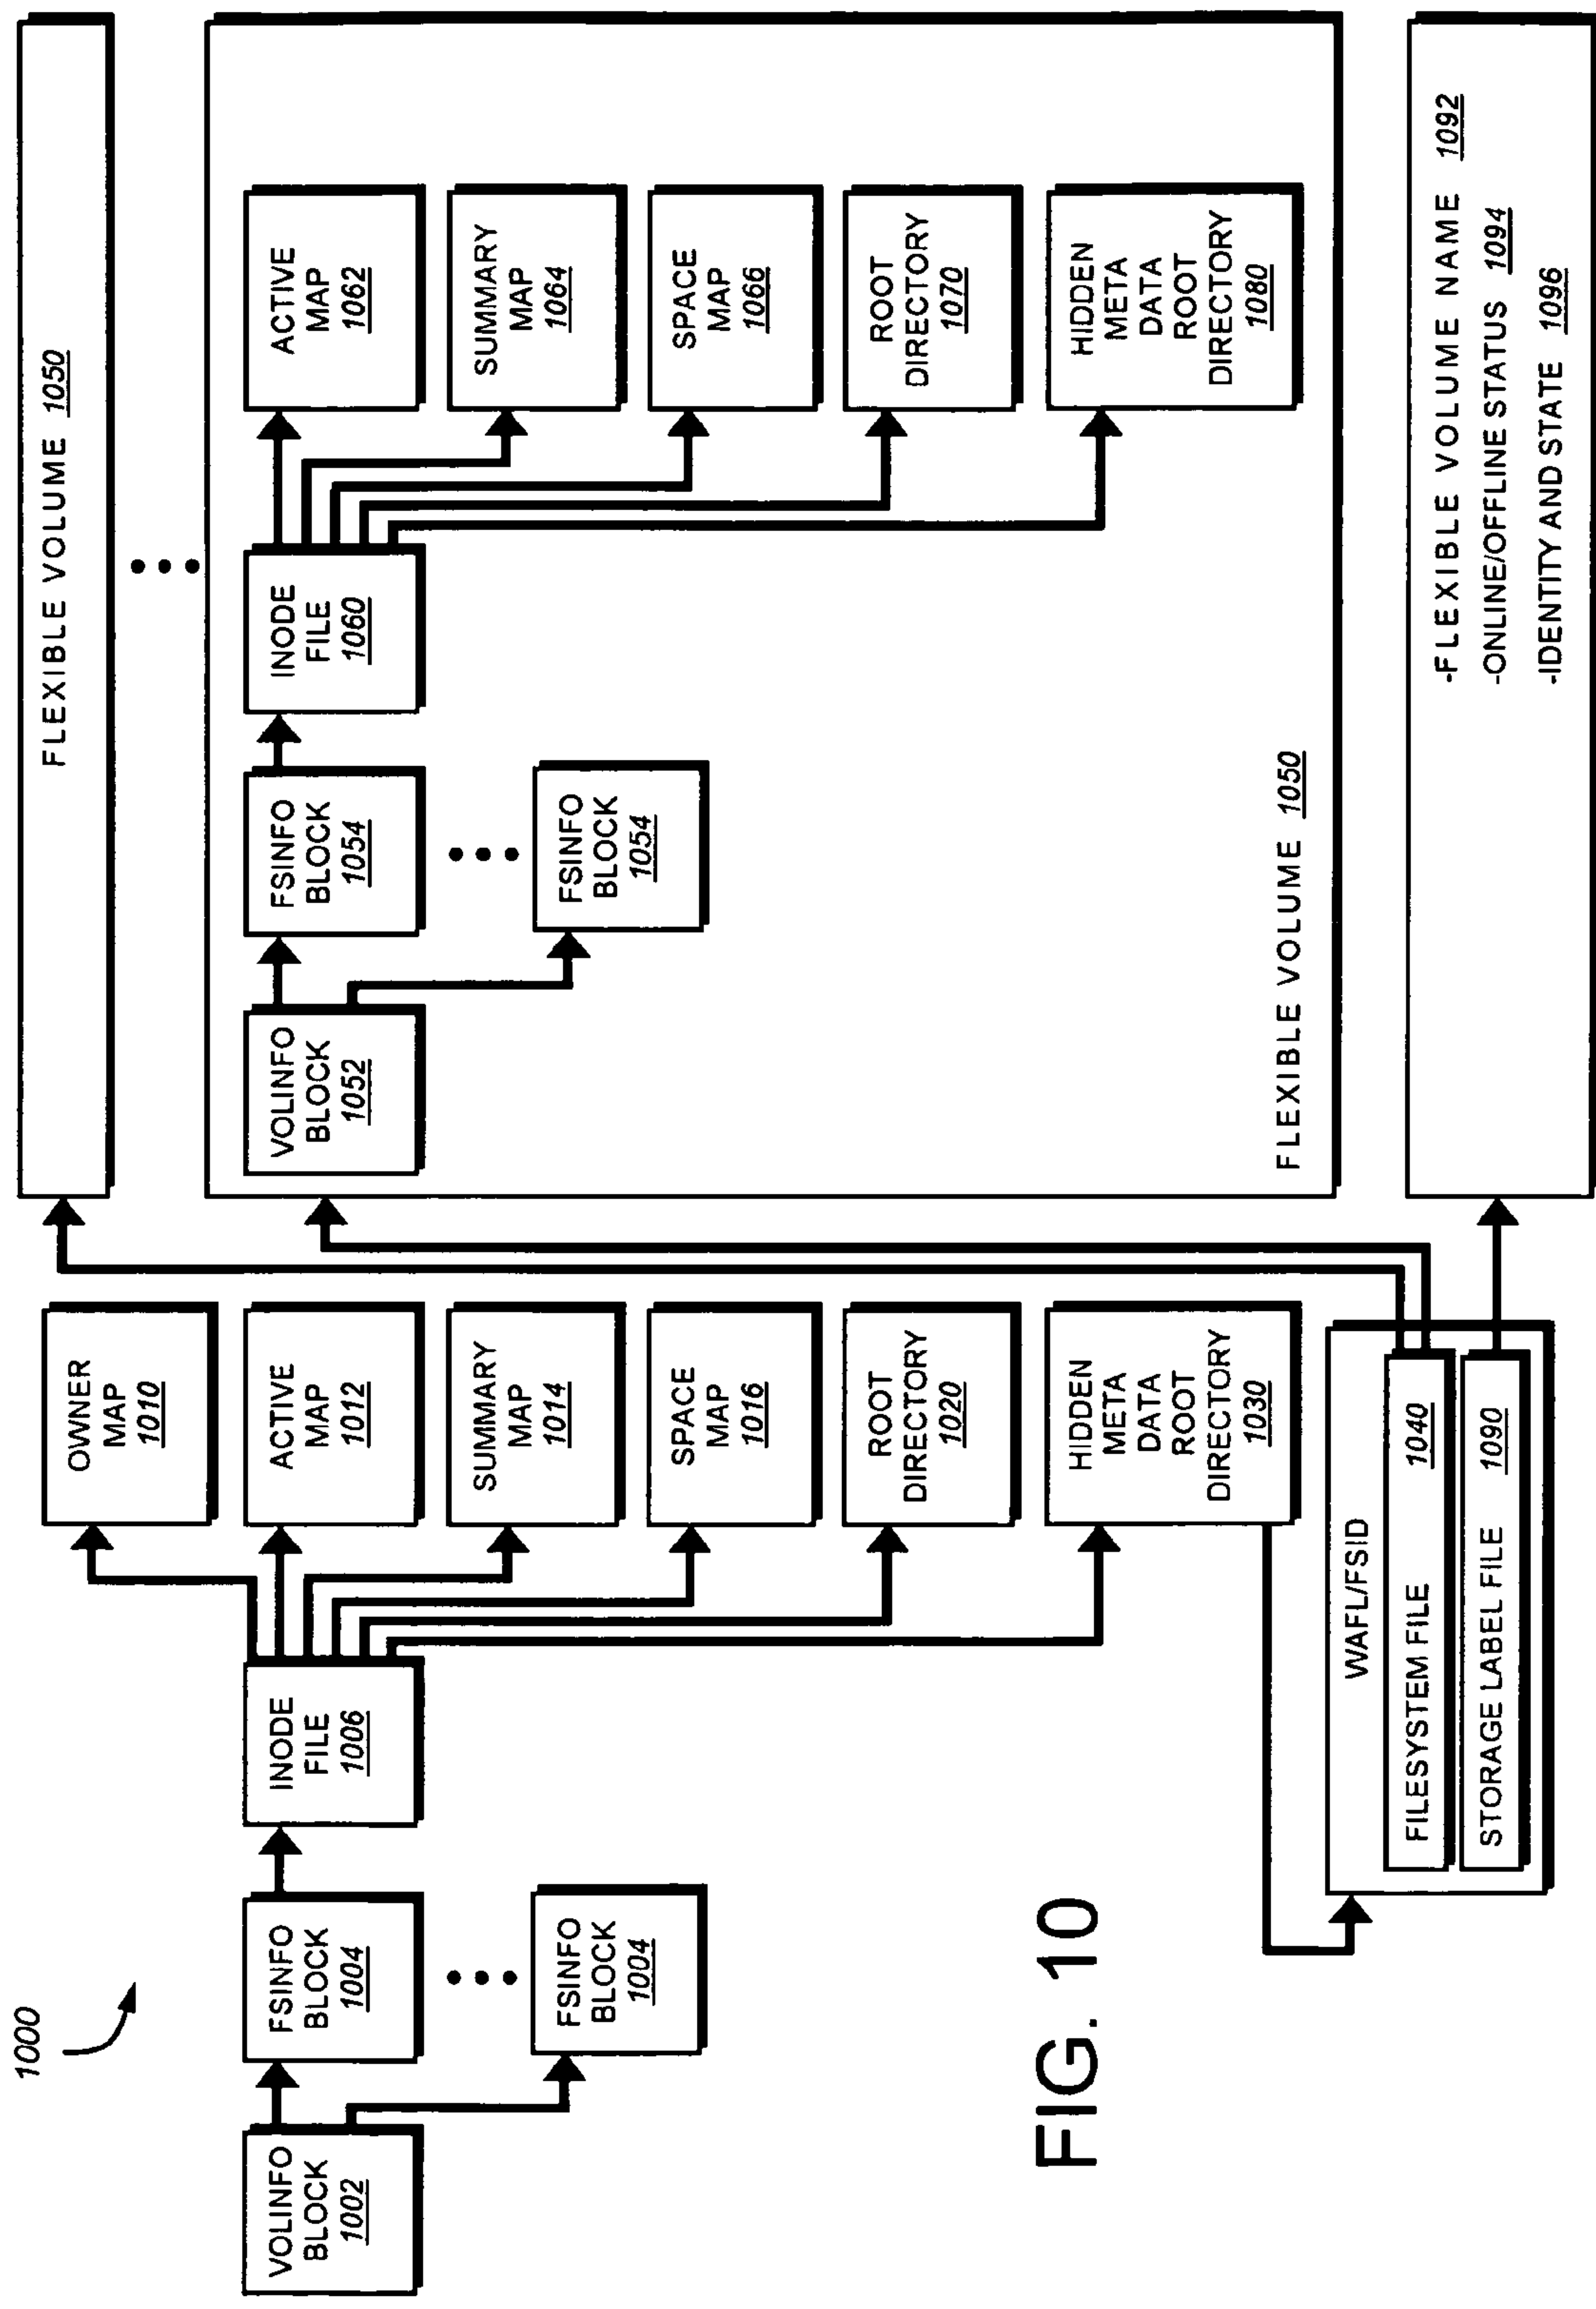 1000
VOLINFO
BLOCK
1002
FSINFO
BLOCK
1004
FSINFO
BLOCK
1004
INODE
FILE
1006
OWNER
MAP
1010
ACTIVE
MAP
1012
SUMMARY
MAP
1014
SPACE
MAP
1016
ROOT
DIRECTORY
1020
HIDDEN
META
DATA
ROOT
DIRECTORY
1030
WAFL/FSID
FILESYSTEM FILE 1040
STORAGE LABEL FILE 1090
FLEXIBLE VOLUME 1050
VOLINFO
BLOCK
1052
FSINFO
BLOCK
1054
FSINFO
BLOCK
1054
INODE
FILE
1060
ACTIVE
MAP
1062
SUMMARY
MAP
1064
SPACE
MAP
1066
ROOT
DIRECTORY
1070
HIDDEN
META
DATA
ROOT
DIRECTORY
1080
FLEXIBLE VOLUME 1050
-FLEXIBLE VOLUME NAME 1092
-ONLINE/OFFLINE STATUS 1094
-IDENTITY AND STATE 1096
FIG. 10